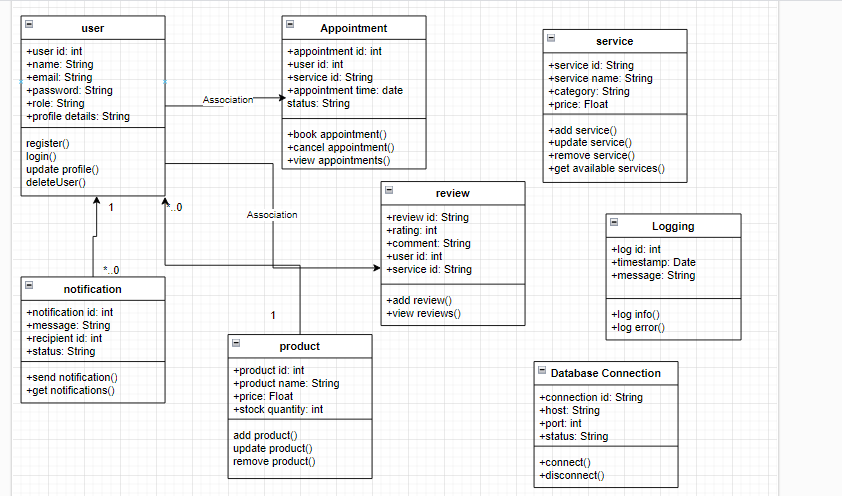 user
+user id: int
+name: String
+email: String
+password: String
+role: String
+profile details: String
register()
login()
update profile()
deleteUser()
Appointment
+appointment id: int
+user id: int
+service id: String
+appointment time: date
status: String
+book appointment()
+cancel appointment()
+view appointments()
service
+service id: String
+service name: String
+category: String
+price: Float
+add service()
+update service()
+remove service()
+get available services()
Association
Association
1
*..0
*..0
1
review
+review id: String
+rating: int
+comment: String
+user id: int
+service id: String
+add review()
+view reviews()
Logging
+log id: int
+timestamp: Date
+message: String
+log info()
+log error()
notification
+notification id: int
+message: String
+recipient id: int
+status: String
+send notification()
+get notifications()
product
+product id: int
+product name: String
+price: Float
+stock quantity: int
add product()
update product()
remove product()
Database Connection
+connection id: String
+host: String
+port: int
+status: String
+connect()
+disconnect()